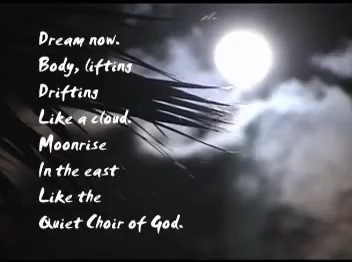 Dream now.
Body, lifting
Drifting
Like a cloud.
Moonrise
In the east
Like the
Quiet Choir of God.